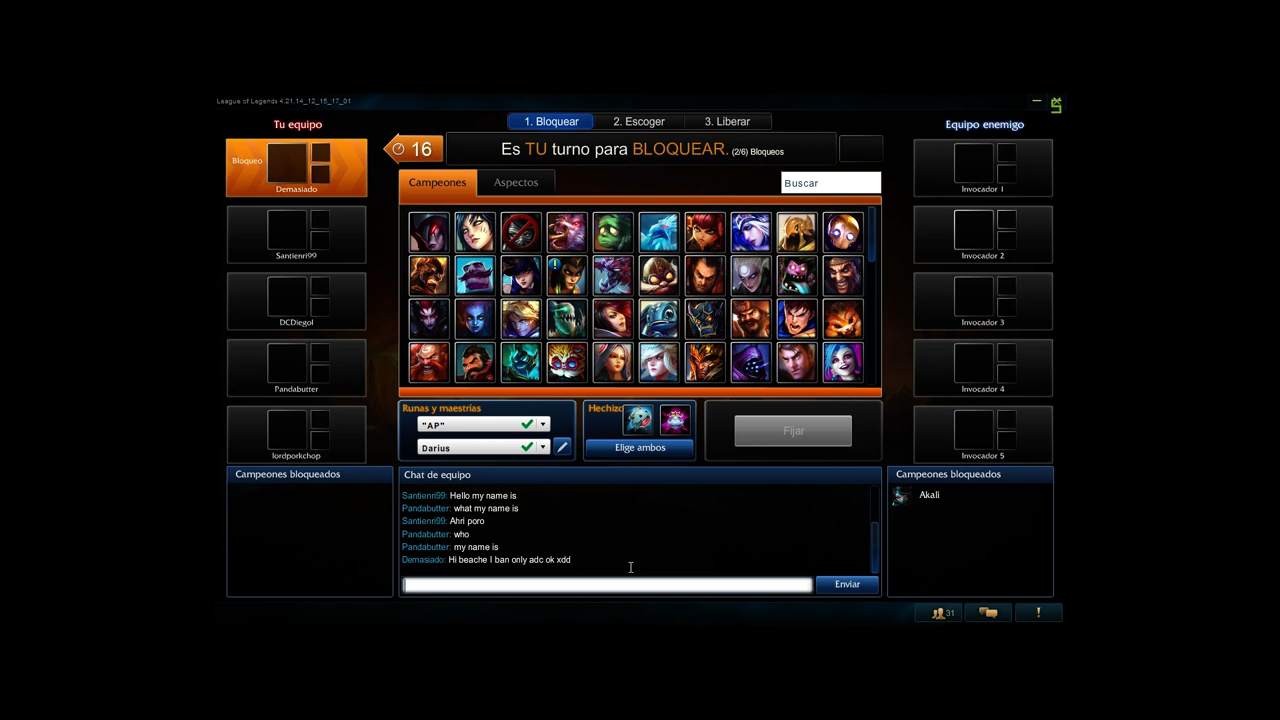 League of Legends 4.21.14_12_15_17_01
Tu equipo
1. Bloquear
2. Escoger
3. Liberar
Equipo enemigo
16
Es TU turno para BLOQUEAR. (2/6) Bloqueos
Bloqueo
Demasiado
Campeones
Aspectos
Buscar
Santienri99
DCDiegol
Pandabutter
lordporkchop
Invocador 1
Invocador 2
Invocador 3
Invocador 4
Invocador 5
Runas y maestrías
"AP"
Darius
Hechizo
Elige ambos
Fijar
Campeones bloqueados
Chat de equipo
Santienri99: Hello my name is
Pandabutter: what my name is
Santienri99: Ahri poro
Pandabutter: who
Pandabutter: my name is
Demasiado: Hi beache I ban only adc ok xdd
Enviar
Campeones bloqueados
Akali
31